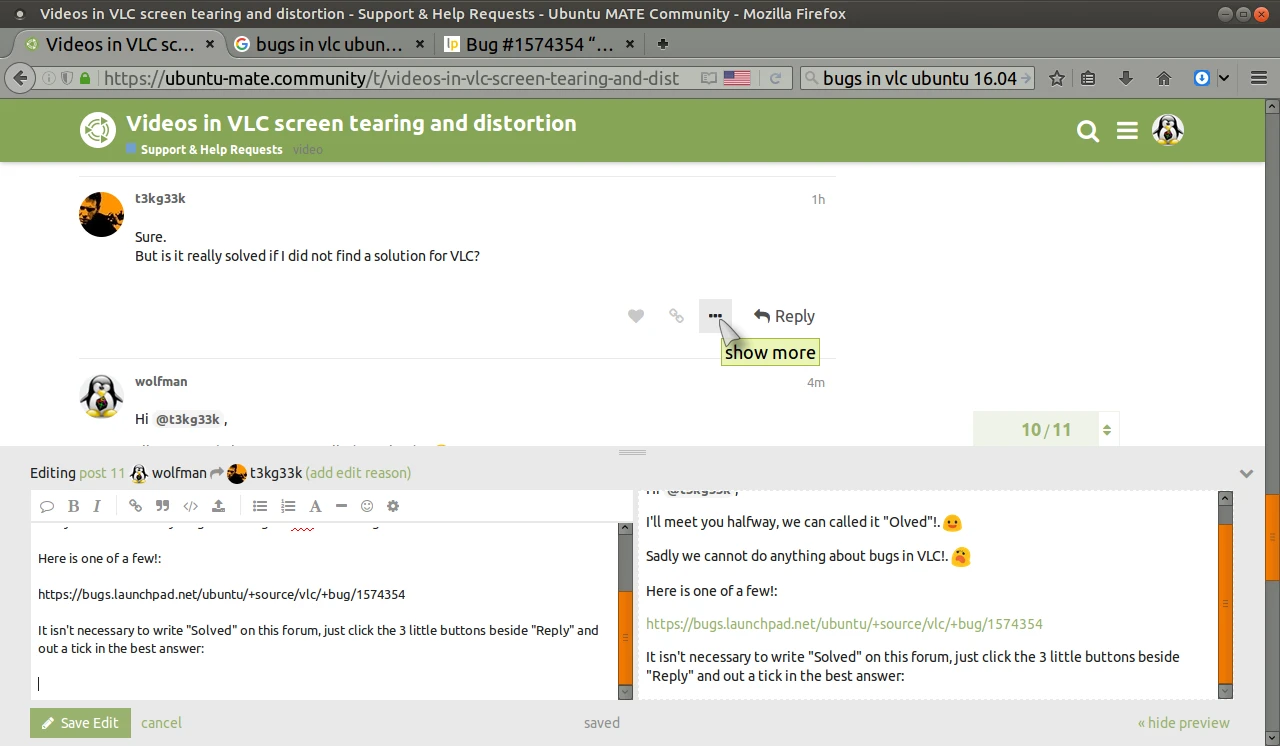 Videos in VLC screen tearing and distortion - Support & Help Requests - Ubuntu MATE Community - Mozilla Firefox
Videos in VLC sc... × bugs in vlc ubun... × lp Bug #1574354 “... ×
https://ubuntu-mate.community/t/videos-in-vlc-screen-tearing-and-dist
bugs in vlc ubuntu 16.04
Videos in VLC screen tearing and distortion
Support & Help Requests video
t3kg33k 1h
Sure.
But is it really solved if I did not find a solution for VLC?
Reply
show more
wolfman 4m
Hi @t3kg33k ,
10/11
Editing post 11 wolfman t3kg33k (add edit reason)
B I A
Here is one of a few!:
https://bugs.launchpad.net/ubuntu/+source/vlc/+bug/1574354
It isn't necessary to write "Solved" on this forum, just click the 3 little buttons beside "Reply" and
out a tick in the best answer:
Hi @t3kg33k ,
I'll meet you halfway, we can called it "Olved"!.
Sadly we cannot do anything about bugs in VLC!.
Here is one of a few!:
https://bugs.launchpad.net/ubuntu/+source/vlc/+bug/1574354
It isn't necessary to write "Solved" on this forum, just click the 3 little buttons beside
"Reply" and out a tick in the best answer:
Save Edit cancel saved « hide preview